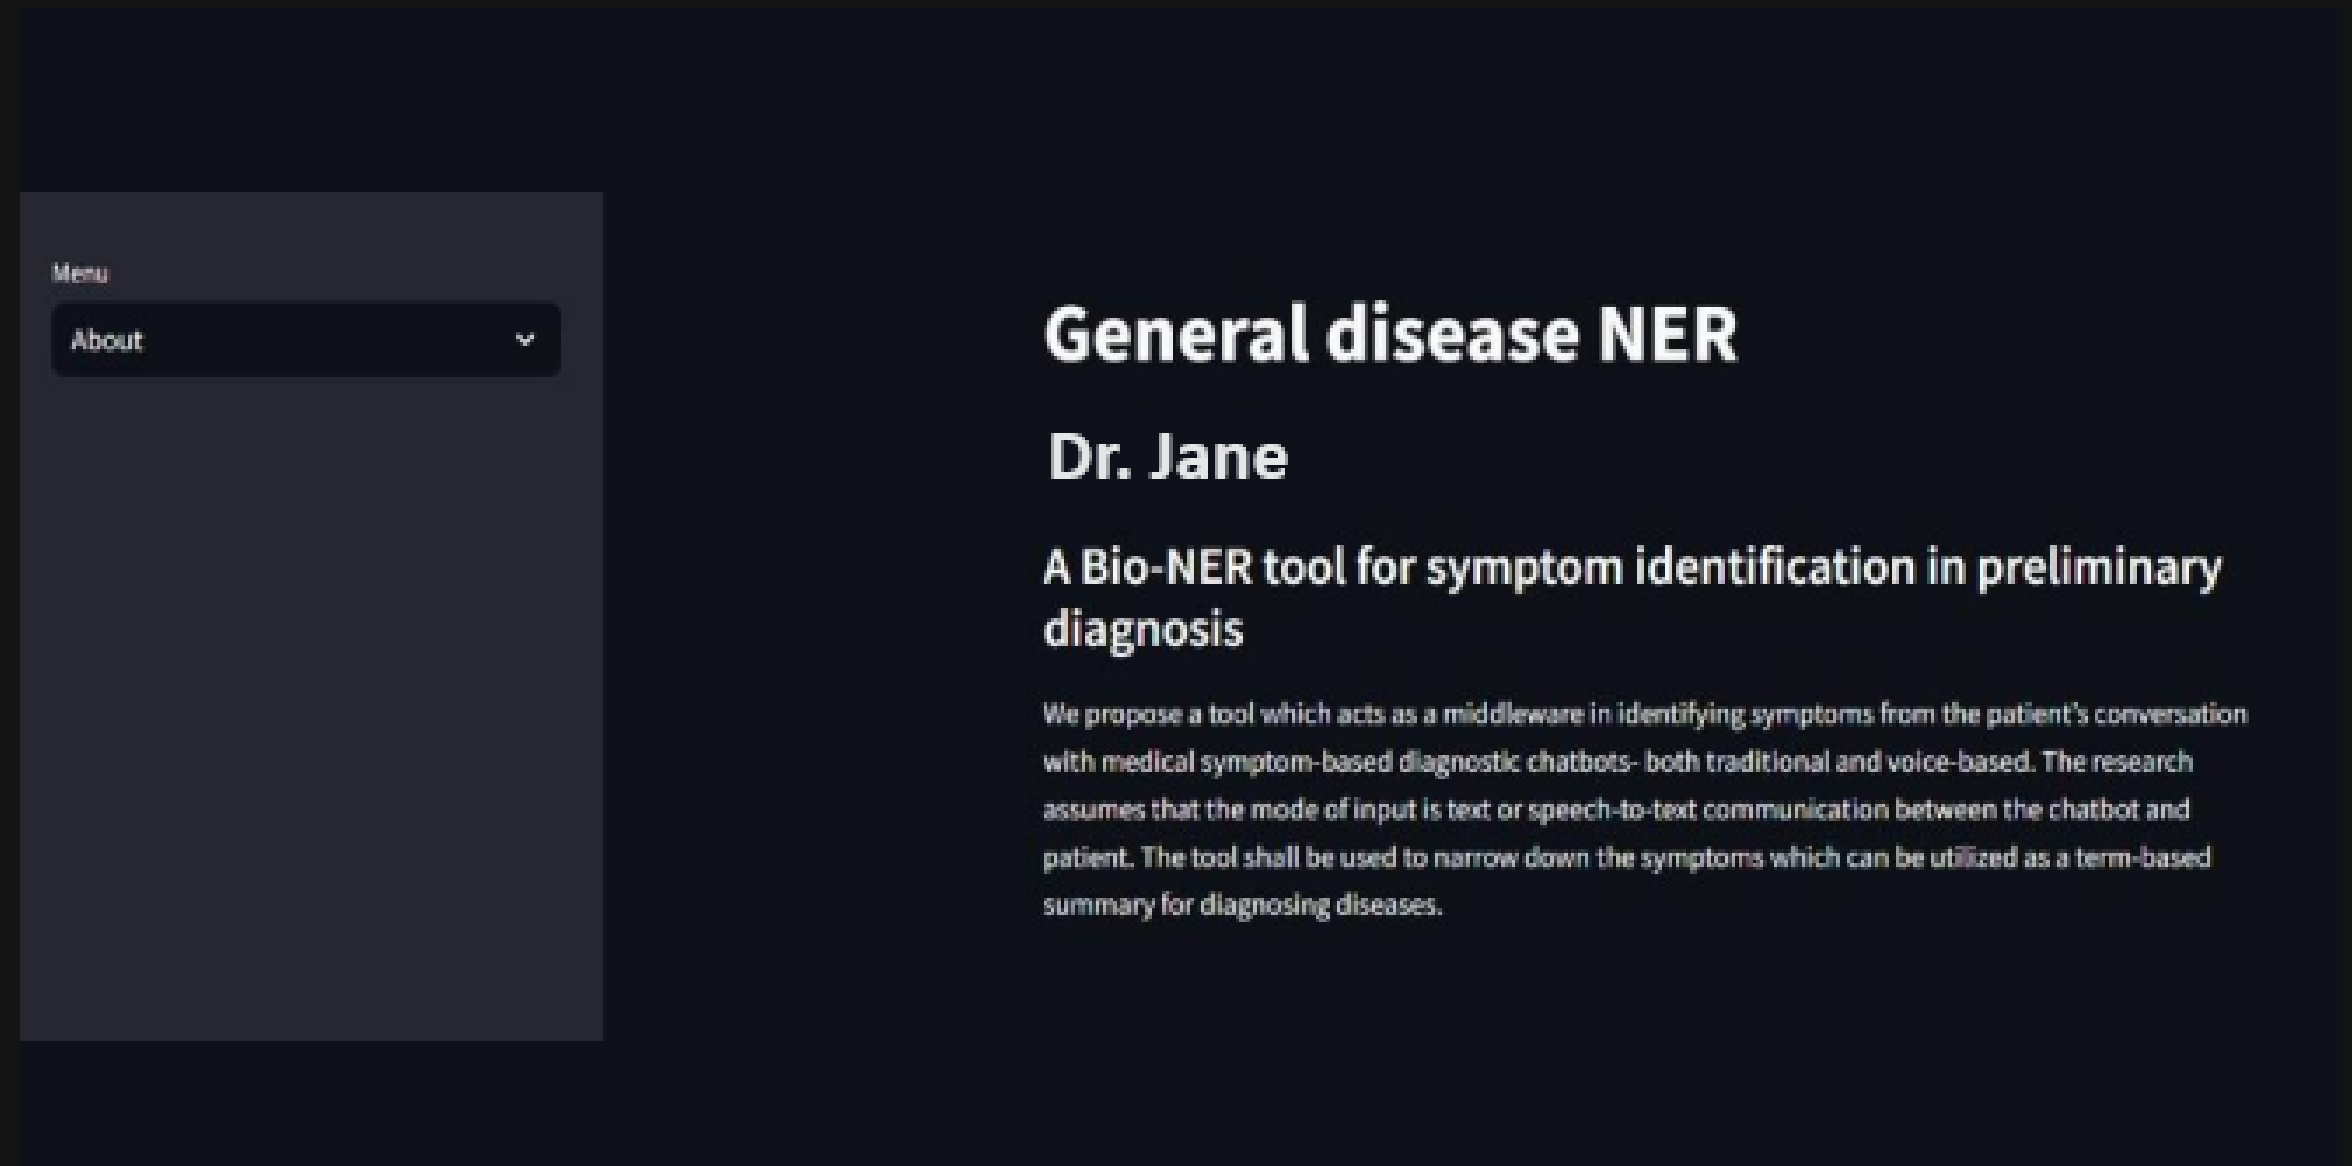 Menu
About
General disease NER
Dr. Jane
A Bio-NER tool for symptom identification in preliminary
diagnosis
We propose a tool which acts as a middleware in identifying symptoms from the patient's conversation
with medical symptom-based diagnostic chatbots- both traditional and voice-based. The research
assumes that the mode of input is text or speech-to-text communication between the chatbot and
patient. The tool shall be used to narrow down the symptoms which can be utilized as a term-based
summary for diagnosing diseases.